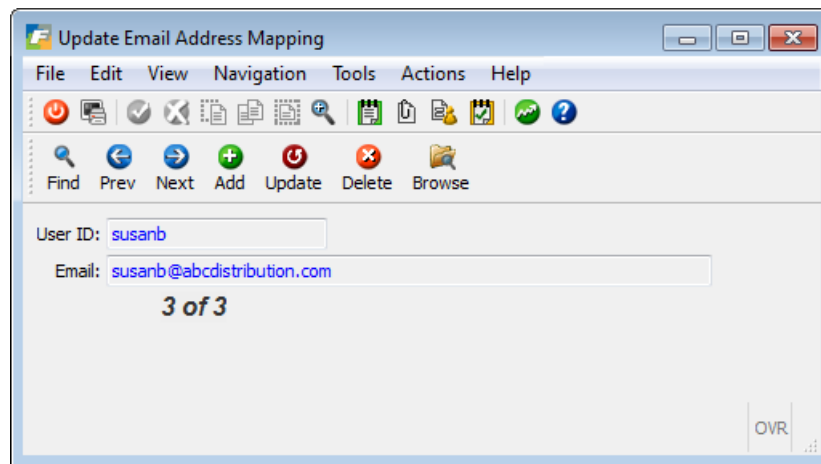 Update Email Address Mapping
File Edit View Navigation Tools Actions Help
Find Prev Next Add Update Delete Browse
User ID: susanb
Email: susanb@abcdistribution.com
3 of 3
OVR